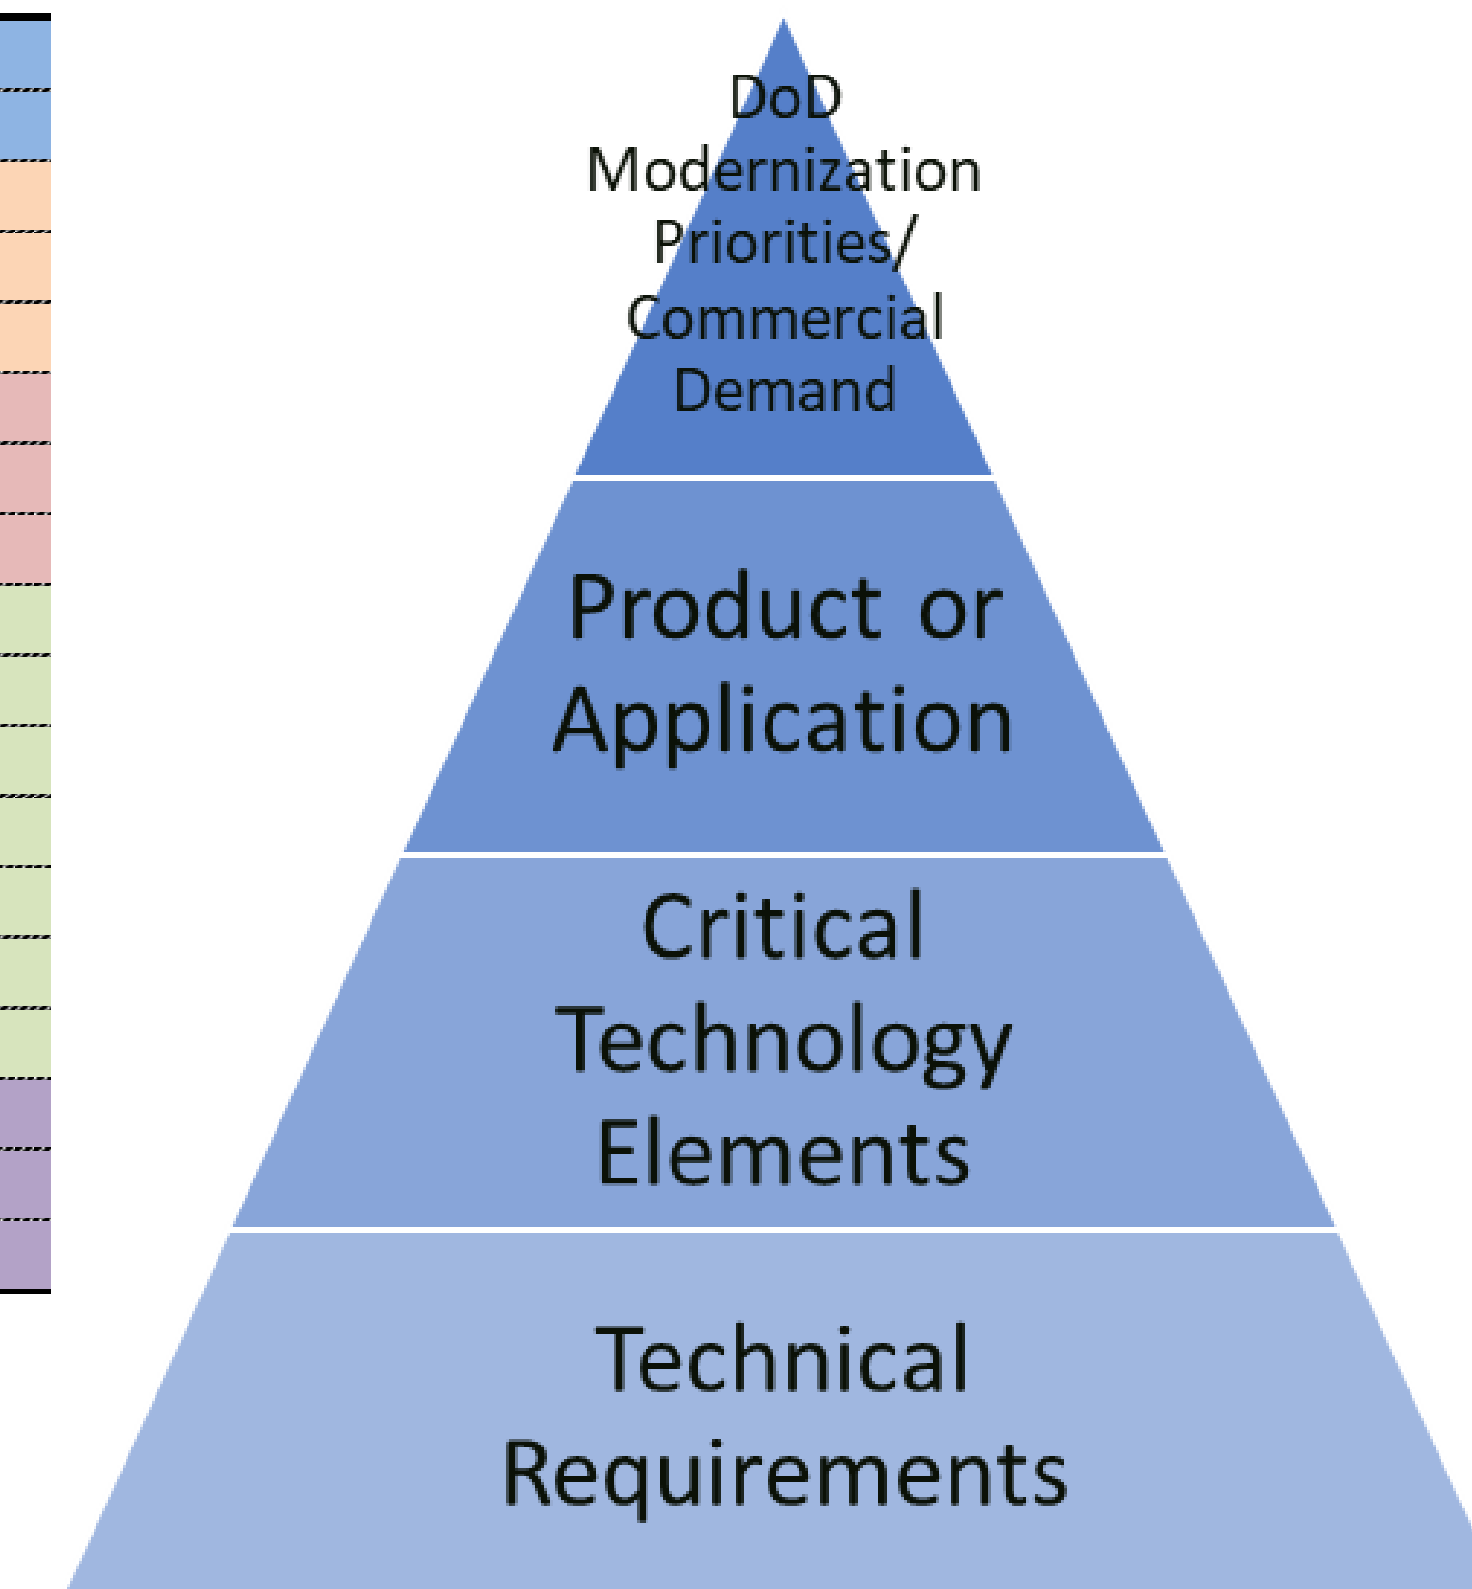 DoD
Modernization
Priorities/
Commercial
Demand
Product or
Application
Critical
Technology
Elements
Technical
Requirements